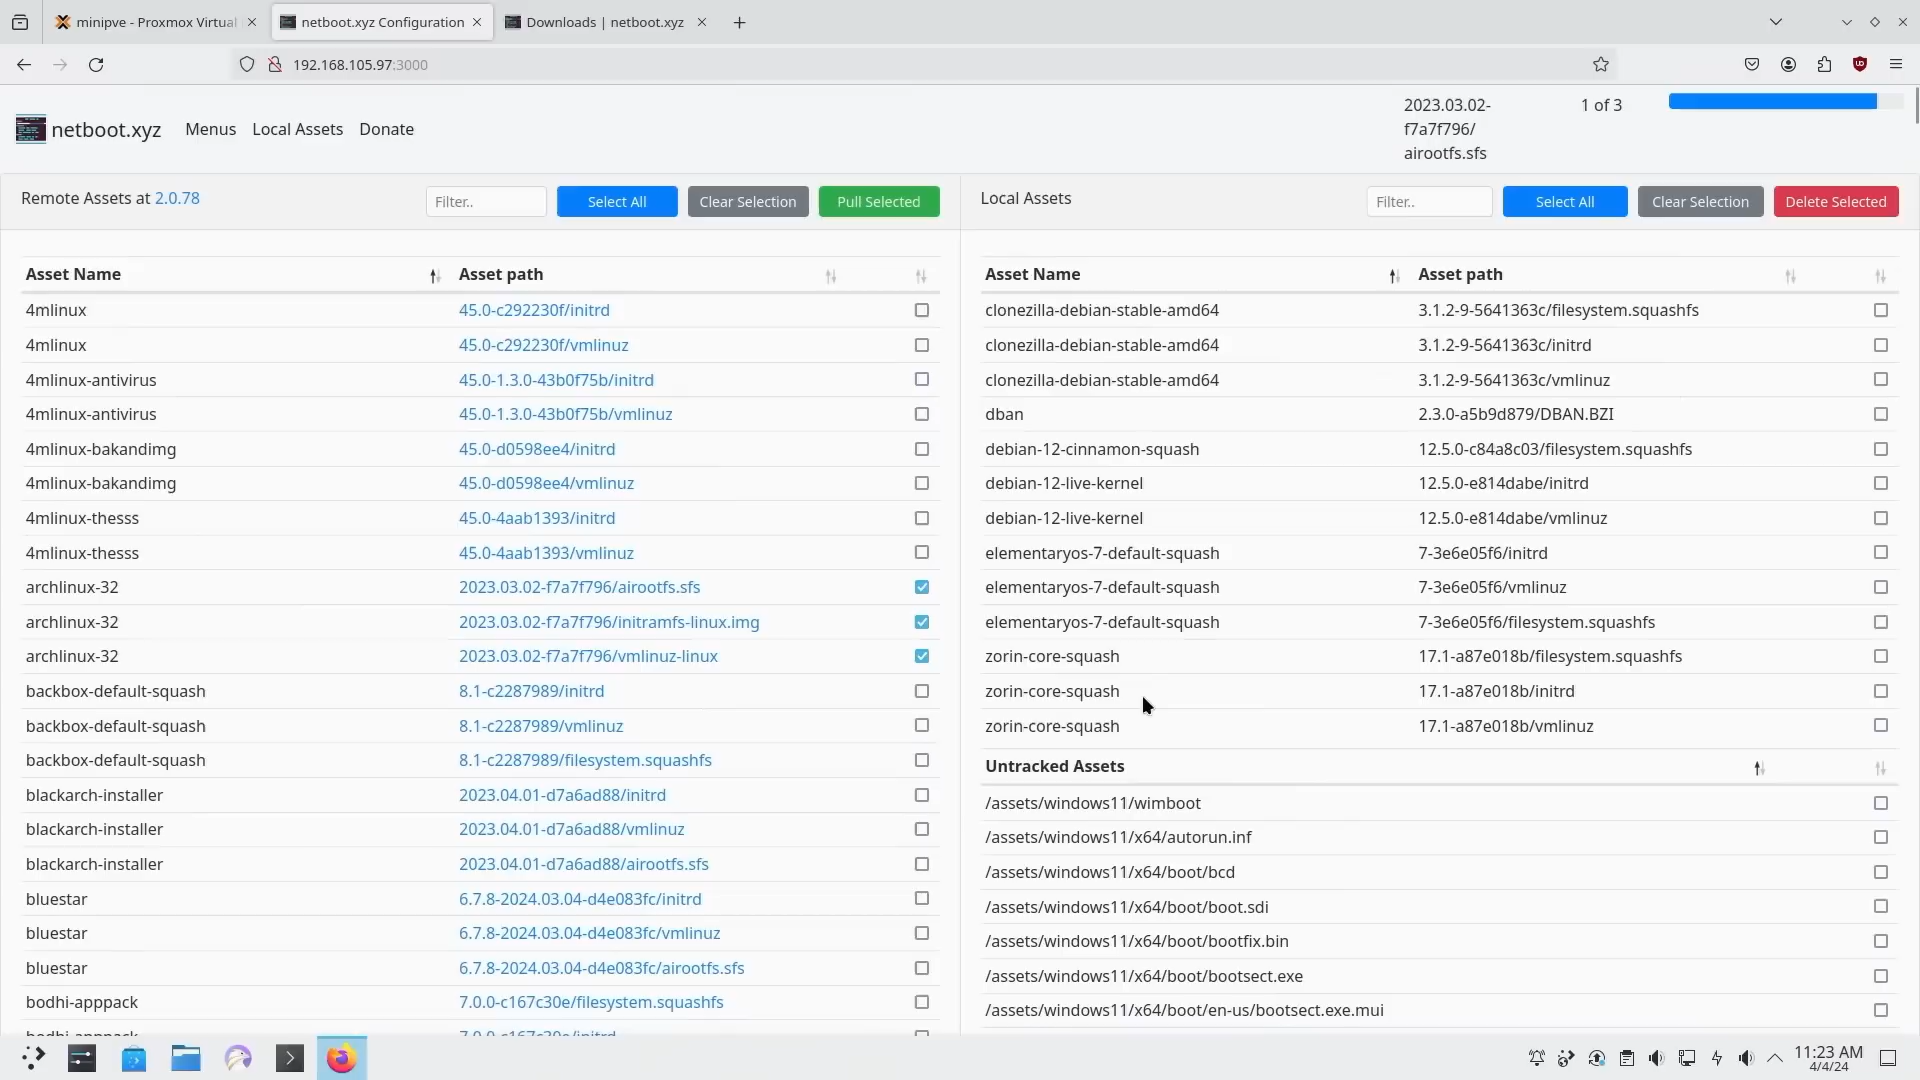 minipve - Proxmox Virtual
netboot.xyz Configuration
Downloads | netboot.xyz
192.168.105.97:3000
netboot.xyz
Menus
Local Assets
Donate
2023.03.02-
f7a7f796/
airootfs.sfs
1 of 3
Remote Assets at 2.0.78
Filter..
Select All
Clear Selection
Pull Selected
Local Assets
Filter..
Select All
Clear Selection
Delete Selected
Asset Name Asset path
4mlinux 45.0-c292230f/initrd
4mlinux 45.0-c292230f/vmlinuz
4mlinux-antivirus 45.0-1.3.0-43b0f75b/initrd
4mlinux-antivirus 45.0-1.3.0-43b0f75b/vmlinuz
4mlinux-bakandimg 45.0-d0598ee4/initrd
4mlinux-bakandimg 45.0-d0598ee4/vmlinuz
4mlinux-thesss 45.0-4aab1393/initrd
4mlinux-thesss 45.0-4aab1393/vmlinuz
archlinux-32 2023.03.02-f7a7f796/airootfs.sfs
archlinux-32 2023.03.02-f7a7f796/initramfs-linux.img
archlinux-32 2023.03.02-f7a7f796/vmlinuz-linux
backbox-default-squash 8.1-c2287989/initrd
backbox-default-squash 8.1-c2287989/vmlinuz
backbox-default-squash 8.1-c2287989/filesystem.squashfs
blackarch-installer 2023.04.01-d7a6ad88/initrd
blackarch-installer 2023.04.01-d7a6ad88/vmlinuz
blackarch-installer 2023.04.01-d7a6ad88/airootfs.sfs
bluestar 6.7.8-2024.03.04-d4e083fc/initrd
bluestar 6.7.8-2024.03.04-d4e083fc/vmlinuz
bluestar 6.7.8-2024.03.04-d4e083fc/airootfs.sfs
bodhi-apppack 7.0.0-c167c30e/filesystem.squashfs
bodhi-apppack 7.0.0-c167c30e/initrd
Asset Name Asset path
clonezilla-debian-stable-amd64 3.1.2-9-5641363c/filesystem.squashfs
clonezilla-debian-stable-amd64 3.1.2-9-5641363c/initrd
clonezilla-debian-stable-amd64 3.1.2-9-5641363c/vmlinuz
dban 2.3.0-a5b9d879/DBAN.BZI
debian-12-cinnamon-squash 12.5.0-c84a8c03/filesystem.squashfs
debian-12-live-kernel 12.5.0-e814dabe/initrd
debian-12-live-kernel 12.5.0-e814dabe/vmlinuz
elementaryos-7-default-squash 7-3e6e05f6/initrd
elementaryos-7-default-squash 7-3e6e05f6/vmlinuz
elementaryos-7-default-squash 7-3e6e05f6/filesystem.squashfs
zorin-core-squash 17.1-a87e018b/filesystem.squashfs
zorin-core-squash 17.1-a87e018b/initrd
zorin-core-squash 17.1-a87e018b/vmlinuz
Untracked Assets
/assets/windows11/wimboot
/assets/windows11/x64/autorun.inf
/assets/windows11/x64/boot/bcd
/assets/windows11/x64/boot/boot.sdi
/assets/windows11/x64/boot/bootfix.bin
/assets/windows11/x64/boot/bootsect.exe
/assets/windows11/x64/boot/en-us/bootsect.exe.mui
11:23 AM
4/4/24